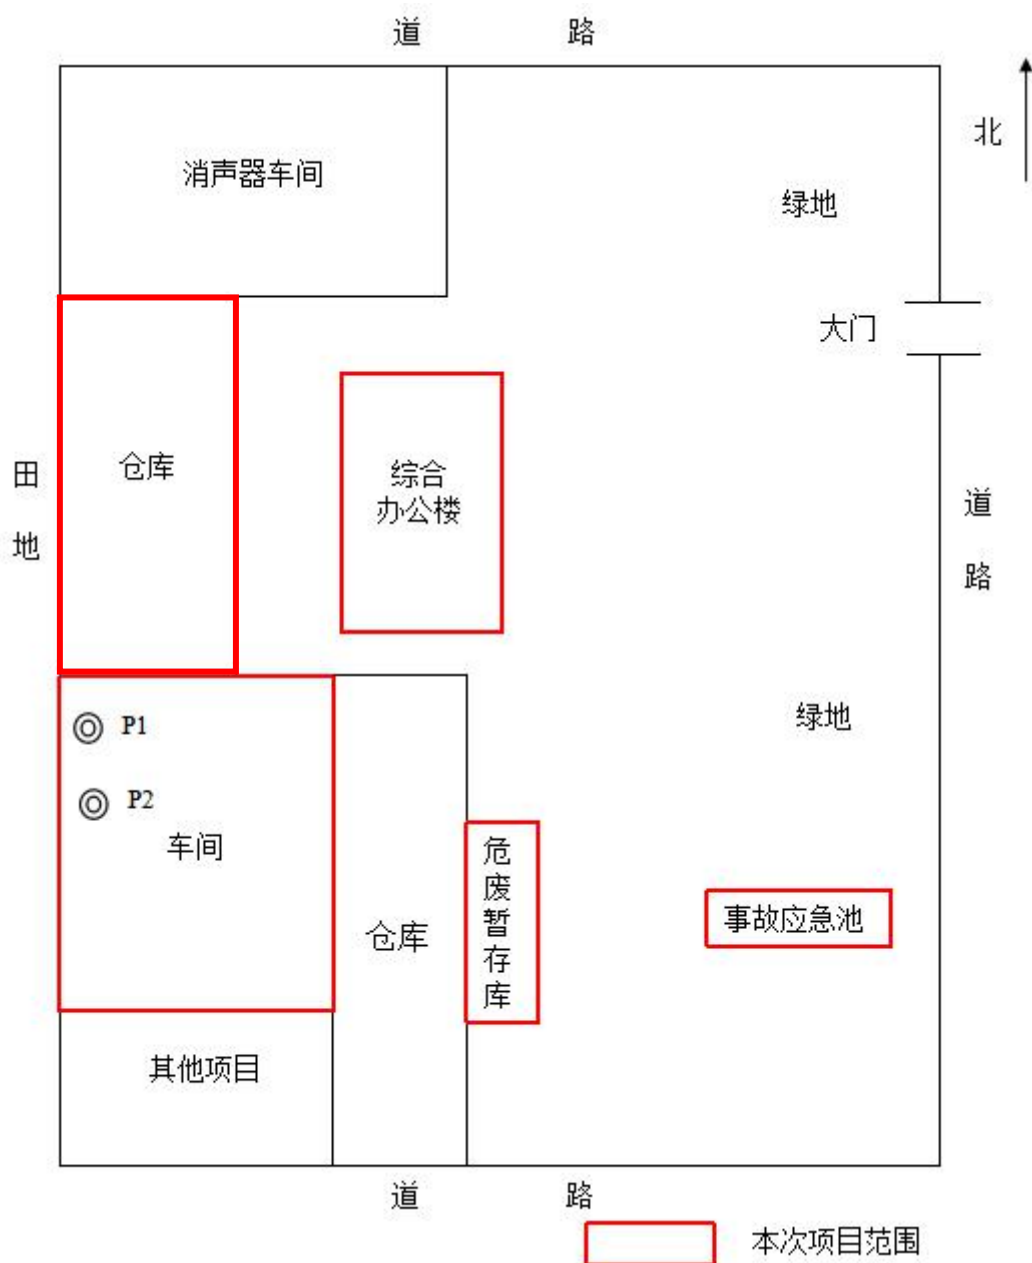 道 路
北
消声器车间
绿地
大门
仓库
综合
办公楼
田
地
道
路
P1
P2
车间
绿地
危
废
暂
存
库
仓库
事故应急池
其他项目
道 路
本次项目范围